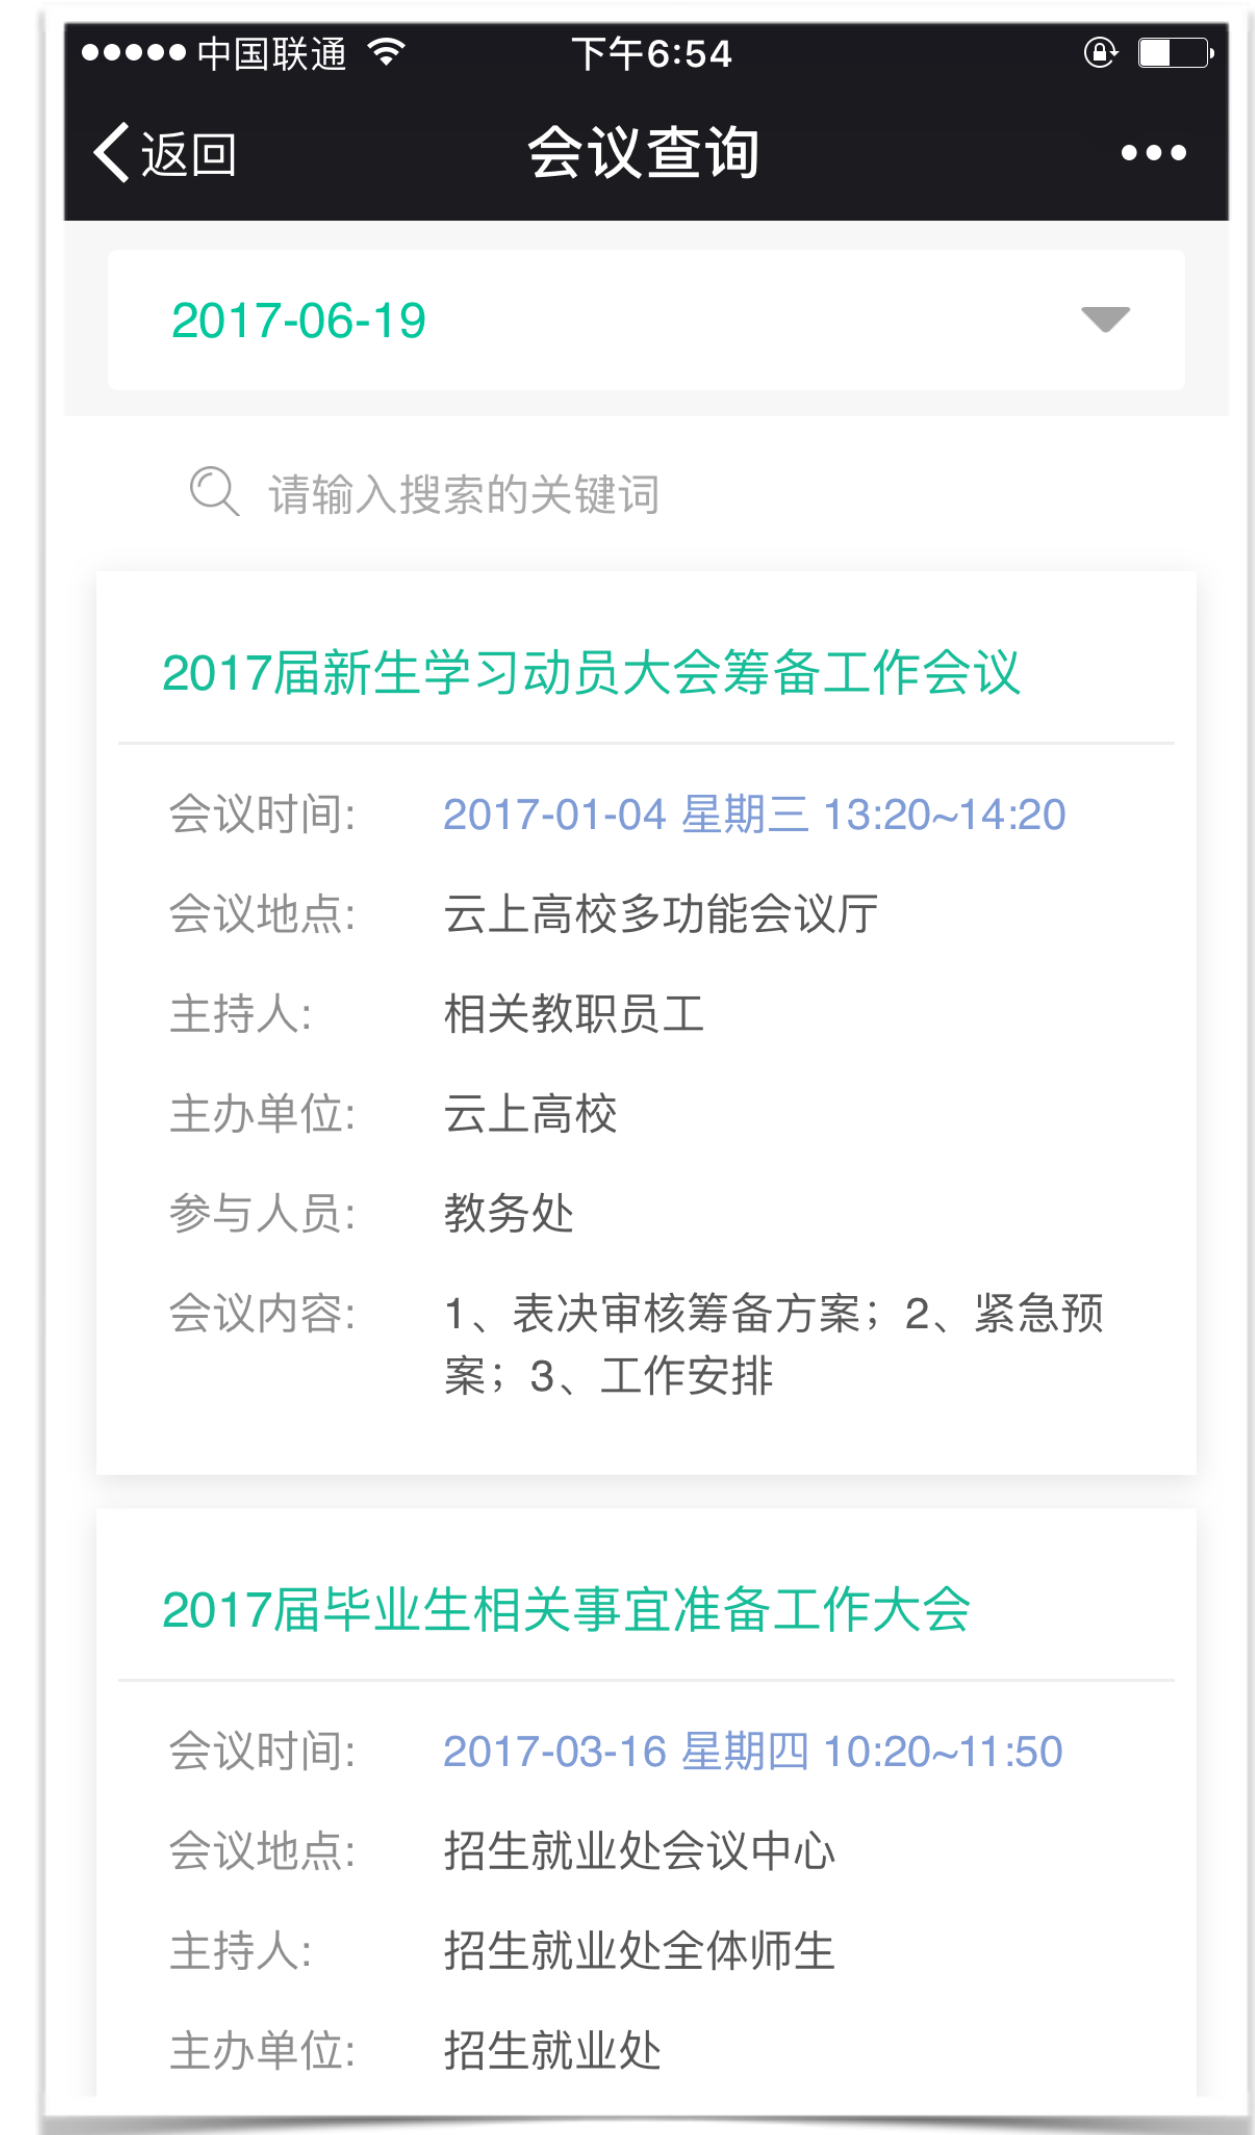 中国联通 下午6:54
返回 会议查询
2017-06-19
请输入搜索的关键词
2017届新生学习动员大会筹备工作会议
会议时间: 2017-01-04 星期三 13:20~14:20
会议地点: 云上高校多功能会议厅
主持人: 相关教职员工
主办单位: 云上高校
参与人员: 教务处
会议内容: 1、表决审核筹备方案；2、紧急预
案；3、工作安排
2017届毕业生相关事宜准备工作大会
会议时间: 2017-03-16 星期四 10:20~11:50
会议地点: 招生就业处会议中心
主持人: 招生就业处全体师生
主办单位: 招生就业处